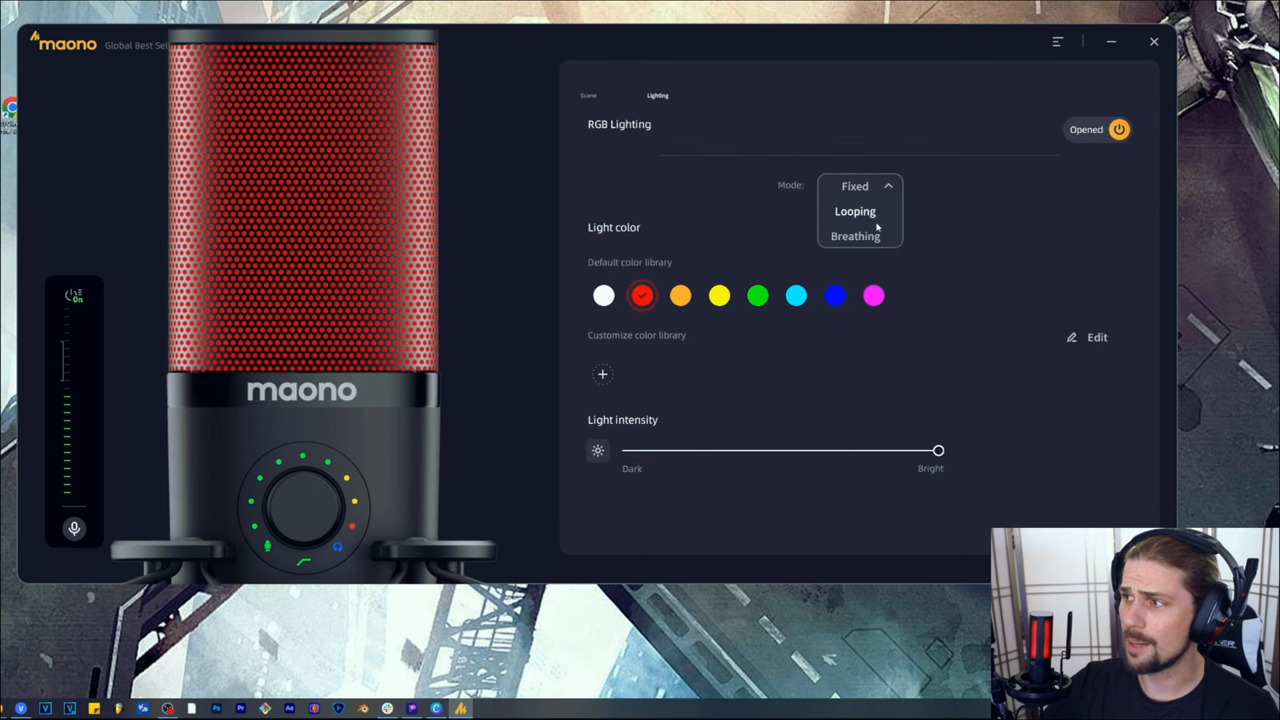 maono
Global Best Sel
Scene
Lighting
RGB Lighting
Opened
Mode:
Fixed
Looping
Breathing
Light color
Default color library
Customize color library
Edit
Light intensity
Dark
Bright
On
maono